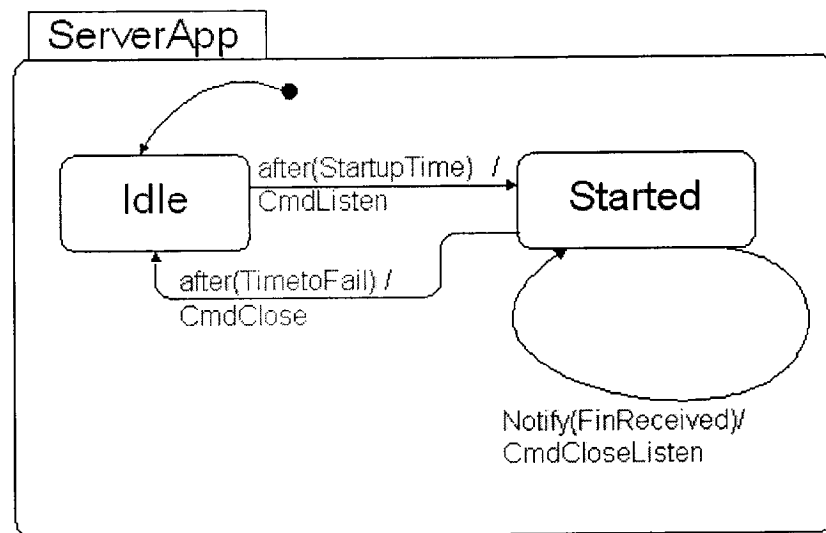 ServerApp
after(StartupTime) /
CmdListen
Idle
Started
after(TimetoFail) /
CmdClose
Notify(FinReceived)/
CmdCloseListen